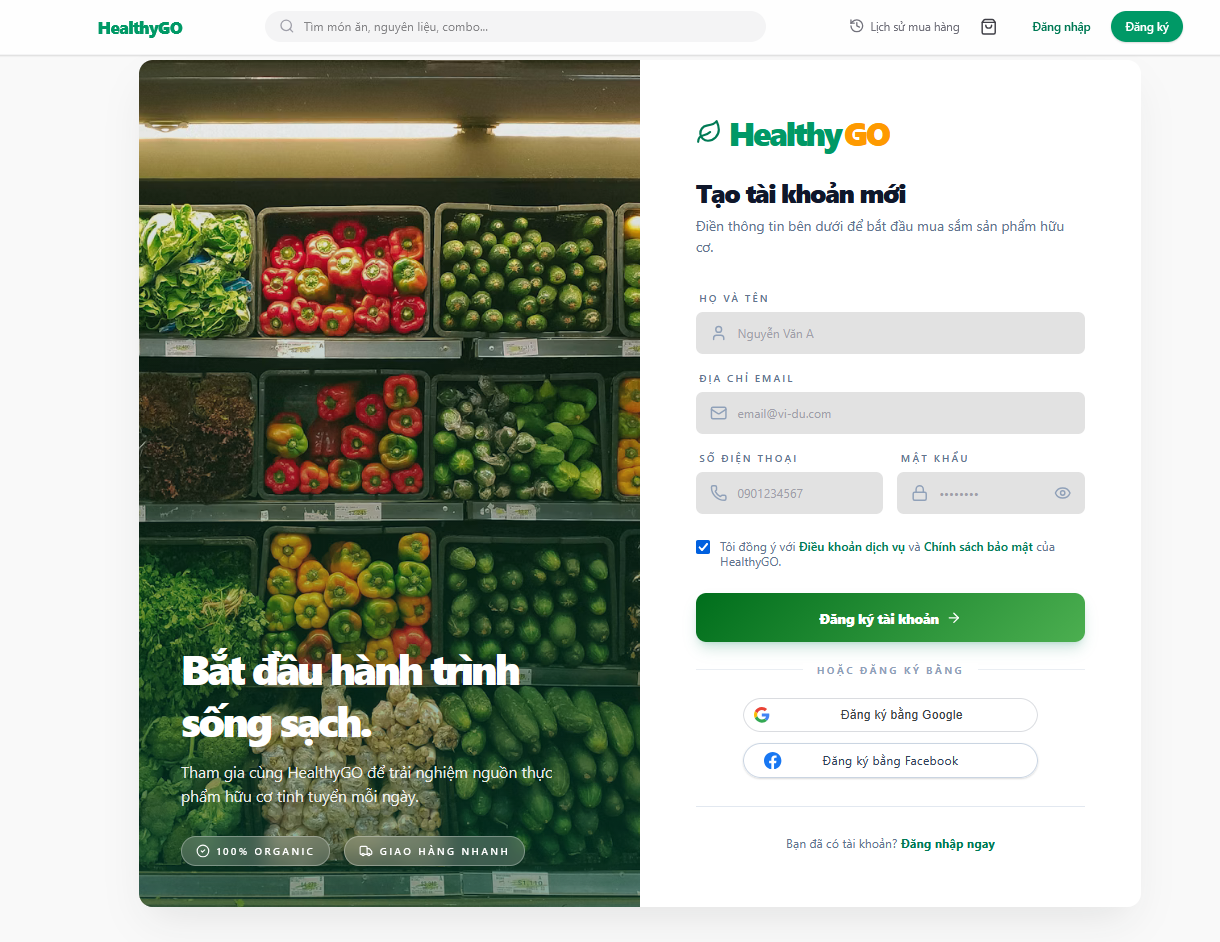 HealthyGO
Tìm món ăn, nguyên liệu, combo...
Lịch sử mua hàng
Đăng nhập
Đăng ký
Bắt đầu hành trình
sống sạch.
Tham gia cùng HealthyGO để trải nghiệm nguồn thực
phẩm hữu cơ tinh tuyển mỗi ngày.
100% ORGANIC
GIAO HÀNG NHANH
HealthyGO
Tạo tài khoản mới
Điền thông tin bên dưới để bắt đầu mua sắm sản phẩm hữu
cơ.
HỌ VÀ TÊN
Nguyễn Văn A
ĐỊA CHỈ EMAIL
email@vi-du.com
SỐ ĐIỆN THOẠI
MẬT KHẨU
0901234567
••••••••
Tôi đồng ý với Điều khoản dịch vụ và Chính sách bảo mật của
HealthyGO.
Đăng ký tài khoản
HOẶC ĐĂNG KÝ BẰNG
Đăng ký bằng Google
Đăng ký bằng Facebook
Bạn đã có tài khoản? Đăng nhập ngay